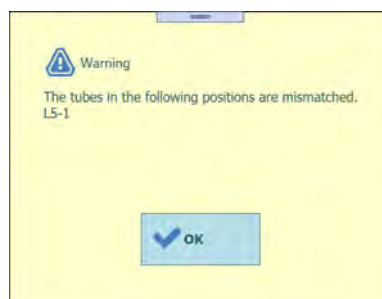 Warning
The tubes in the following positions are mismatched.
L5-1
OK